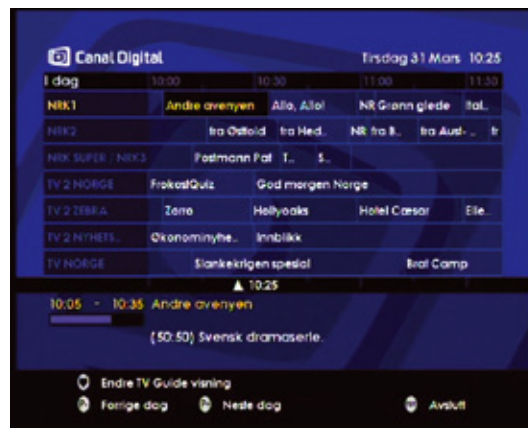 Canal Digital Tirsdag 31 Mars 10:25
I dag 10:00 10:30 11:00 11:30
NRK1 Andre avenyen Allo, Allo! NR Grønn glede Ital..
NRK2 fra Østfold fra Hed.. NR fra B.. fra Aust- .. fr
NRK SUPER / NRK3 Postmann Pat T.. S..
TV 2 NORGE FrokostQuiz God morgen Norge
TV 2 ZEBRA Zorro Hollyoaks Hotel Cæsar Elle..
TV 2 NYHETS.. Økonominyhe.. Innblikk
TV NORGE Slankekrigen spesial Brat Camp
10:25
10:05 - 10:35 Andre avenyen
(50:50) Svensk dramaserie.
Endre TV Guide visning
Forrige dag Neste dag Avslutt